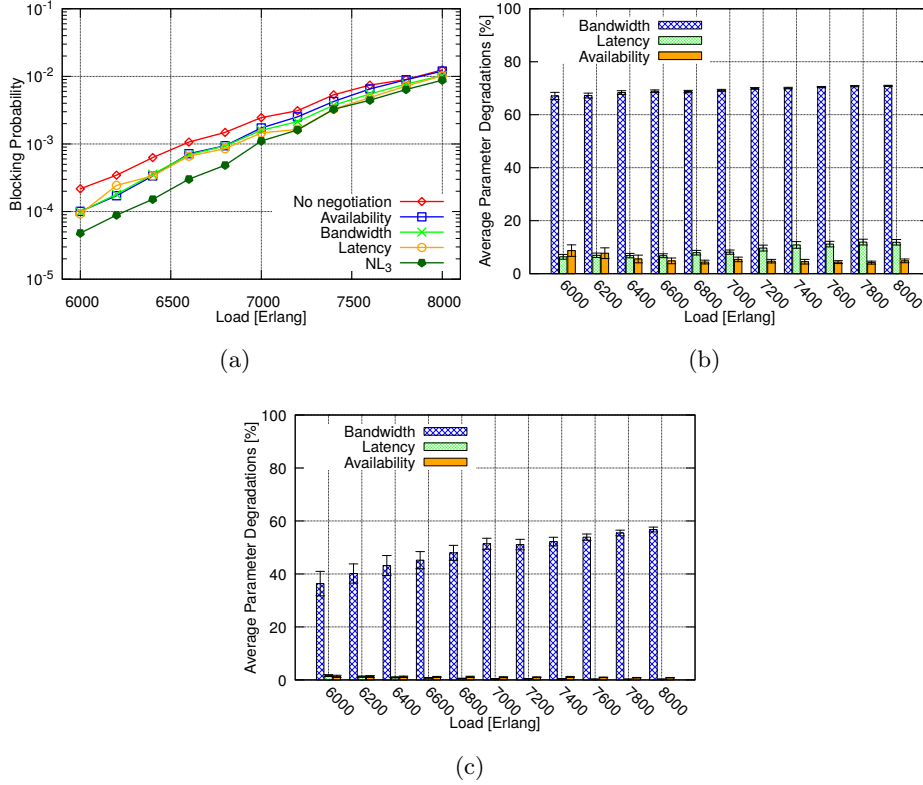 10^-1
10^-2
10^-3
10^-4
10^-5
Blocking Probability
No negotiation
Availability
Bandwidth
Latency
NL_3
6000 6500 7000 7500 8000
Load [Erlang]
(a)
100
80
60
40
20
0
Average Parameter Degradations [%]
Bandwidth
Latency
Availability
6000 6200 6400 6600 6800 7000 7200 7400 7600 7800 8000
Load [Erlang]
(b)
100
80
60
40
20
0
Average Parameter Degradations [%]
Bandwidth
Latency
Availability
6000 6200 6400 6600 6800 7000 7200 7400 7600 7800 8000
Load [Erlang]
(c)